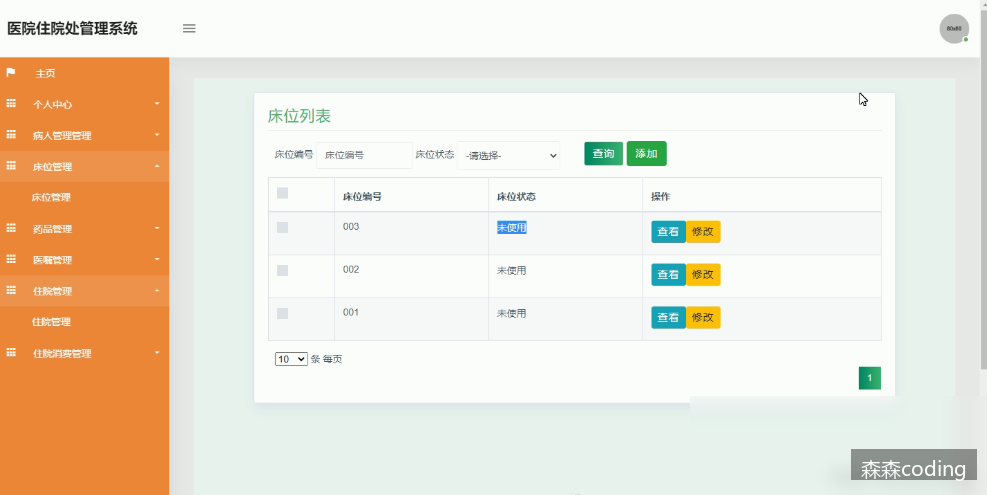 医院住院处管理系统
80x80
主页
个人中心
病人管理管理
床位管理
床位管理
药品管理
医嘱管理
住院管理
住院管理
住院消费管理
床位列表
床位编号 床位编号 床位状态 -请选择- 查询 添加
床位编号 床位状态 操作
003 未使用 查看 修改
002 未使用 查看 修改
001 未使用 查看 修改
10 条 每页
1
森森coding